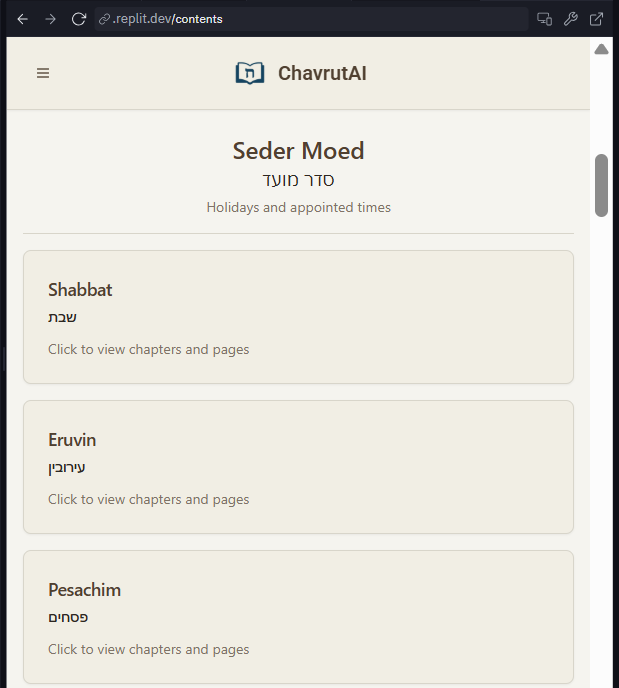 .replit.dev/contents
ח ChavrutAI
Seder Moed
סדר מועד
Holidays and appointed times
Shabbat
שבת
Click to view chapters and pages
Eruvin
עירובין
Click to view chapters and pages
Pesachim
פסחים
Click to view chapters and pages